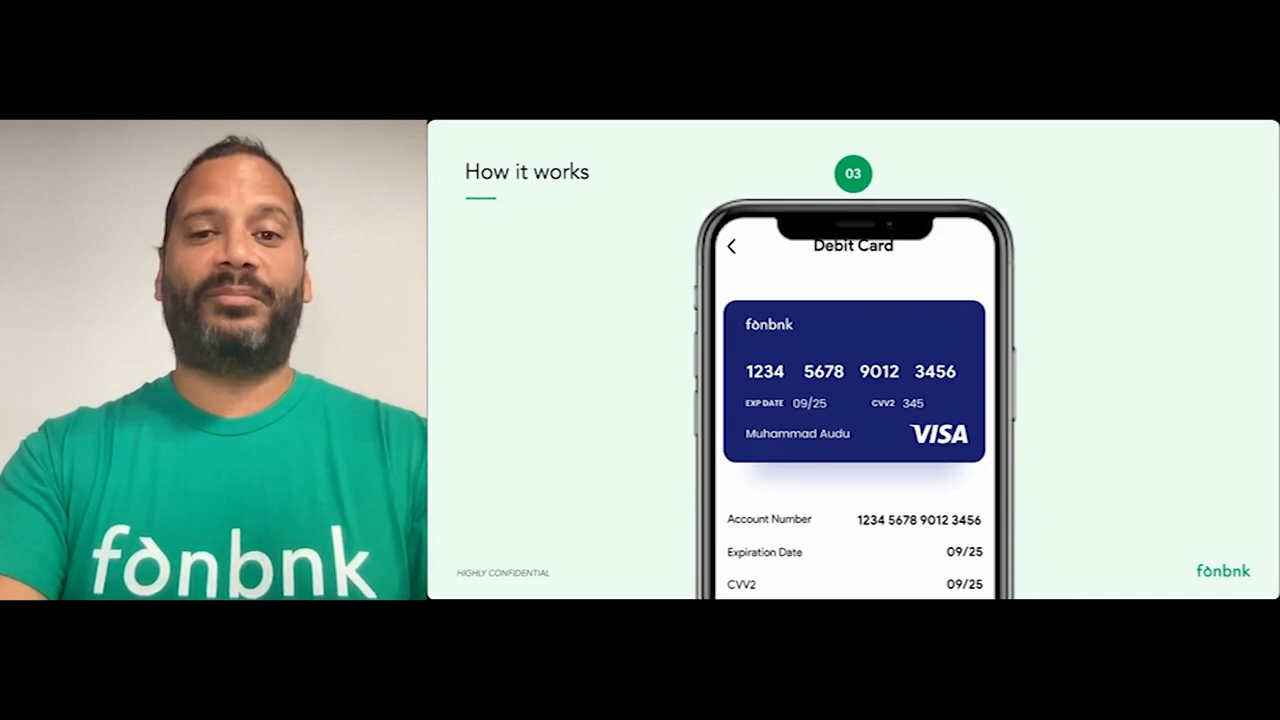 fònbnk
How it works
03
Debit Card
fònbnk
1234 5678 9012 3456
EXP DATE 09/25 CVV2 345
Muhammad Audu VISA
Account Number 1234 5678 9012 3456
Expiration Date 09/25
CVV2 09/25
HIGHLY CONFIDENTIAL
fònbnk